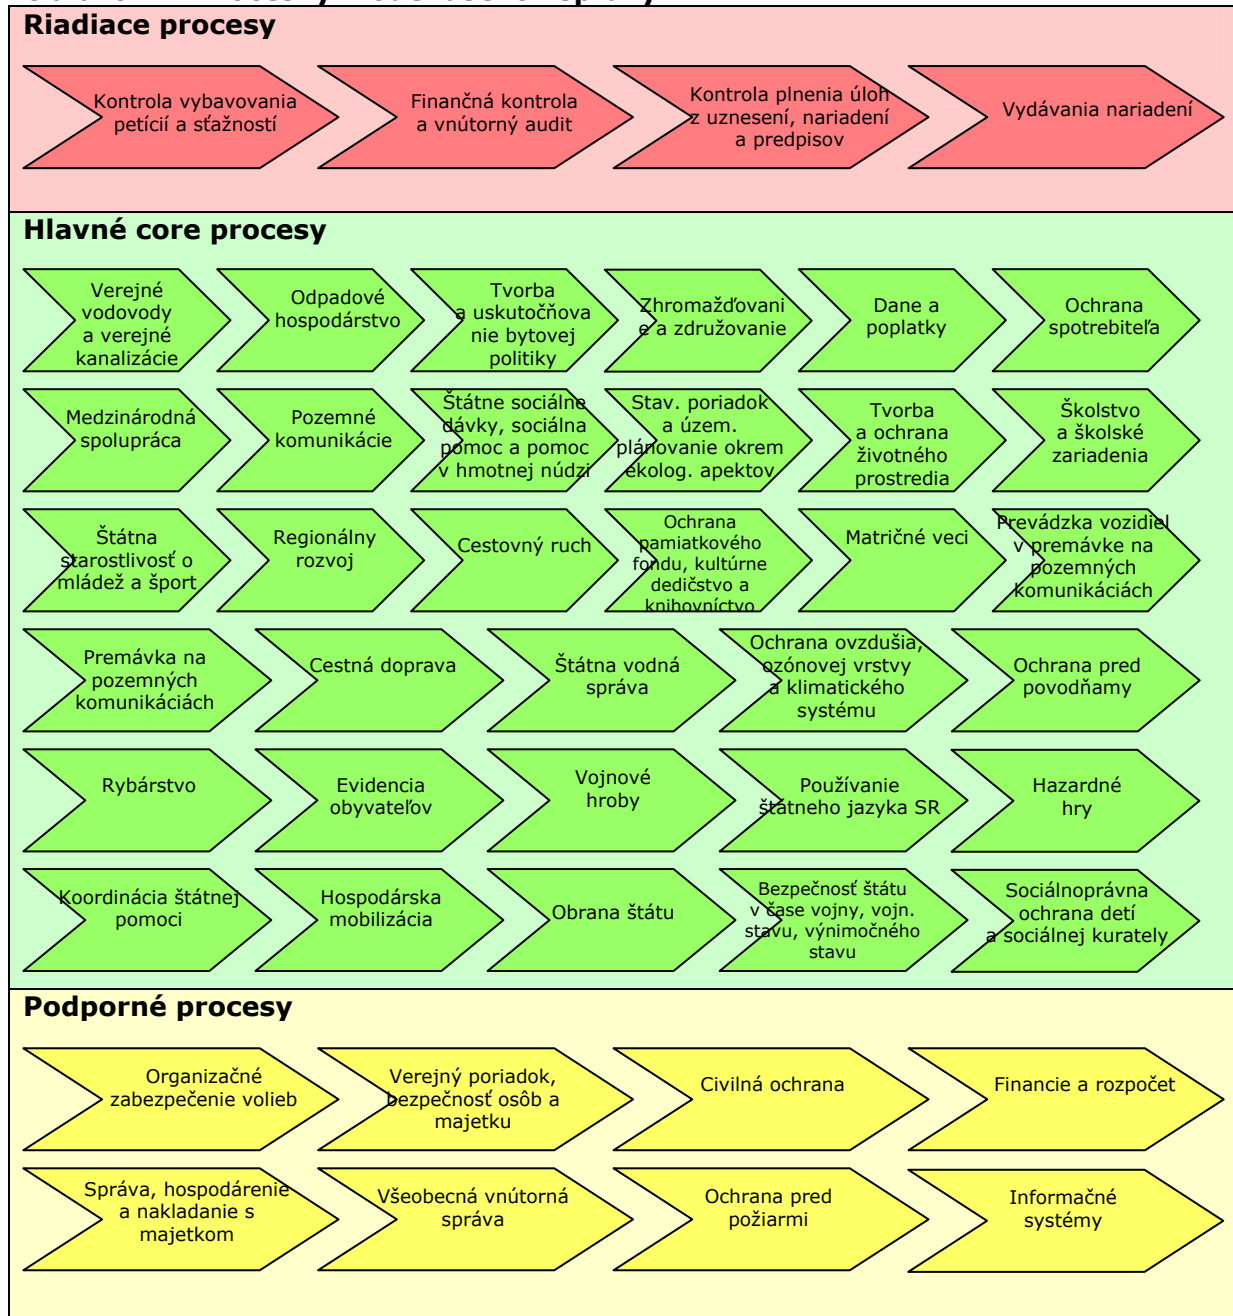 Riadiace procesy
Kontrola vybavovania
petícií a sťažností
Finančná kontrola
a vnútorný audit
Kontrola plnenia úloh
z uznesení, nariadení
a predpisov
Vydávania nariadení
Hlavné core procesy
Verejné
vodovody
a verejné
kanalizácie
Odpadové
hospodárstvo
Tvorba
a uskutočňova
nie bytovej
politiky
Zhromažďovani
e a združovanie
Dane a
poplatky
Ochrana
spotrebiteľa
Medzinárodná
spolupráca
Pozemné
komunikácie
Štátne sociálne
dávky, sociálna
pomoc a pomoc
v hmotnej núdzi
Stav. poriadok
a územ.
plánovanie okrem
ekolog. apektov
Tvorba
a ochrana
životného
prostredia
Školstvo
a školské
zariadenia
Štátna
starostlivosť o
mládež a šport
Regionálny
rozvoj
Cestovný ruch
Ochrana
pamiatkového
fondu, kultúrne
dedičstvo a
knihovníctvo
Matričné veci
Prevádzka vozidiel
v premávke na
pozemných
komunikáciách
Premávka na
pozemných
komunikáciách
Cestná doprava
Štátna vodná
správa
Ochrana ovzdušia,
ozónovej vrstvy
a klimatického
systému
Ochrana pred
povodňamy
Rybárstvo
Evidencia
obyvateľov
Vojnové
hroby
Používanie
štátneho jazyka SR
Hazardné
hry
Koordinácia štátnej
pomoci
Hospodárska
mobilizácia
Obrana štátu
Bezpečnosť štátu
v čase vojny, vojn.
stavu, výnimočného
stavu
Sociálnoprávna
ochrana detí
a sociálnej kurately
Podporné procesy
Organizačné
zabezpečenie volieb
Verejný poriadok,
bezpečnosť osôb a
majetku
Civilná ochrana
Financie a rozpočet
Správa, hospodárenie
a nakladanie s
majetkom
Všeobecná vnútorná
správa
Ochrana pred
požiarmi
Informačné
systémy